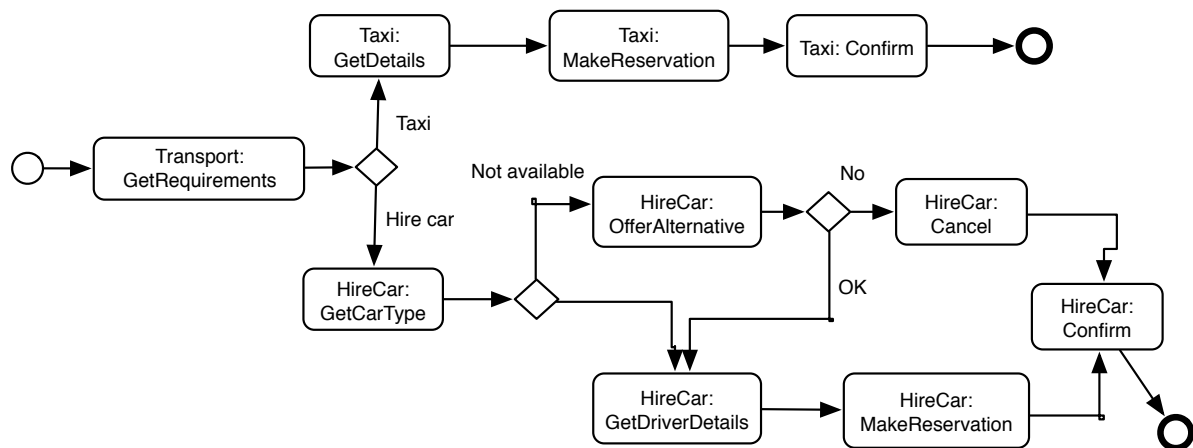 Taxi:
GetDetails
Taxi:
MakeReservation
Taxi: Confirm
Taxi
Transport:
GetRequirements
Not available
No
Hire car
HireCar:
OfferAlternative
HireCar:
Cancel
HireCar:
GetCarType
OK
HireCar:
Confirm
HireCar:
GetDriverDetails
HireCar:
MakeReservation